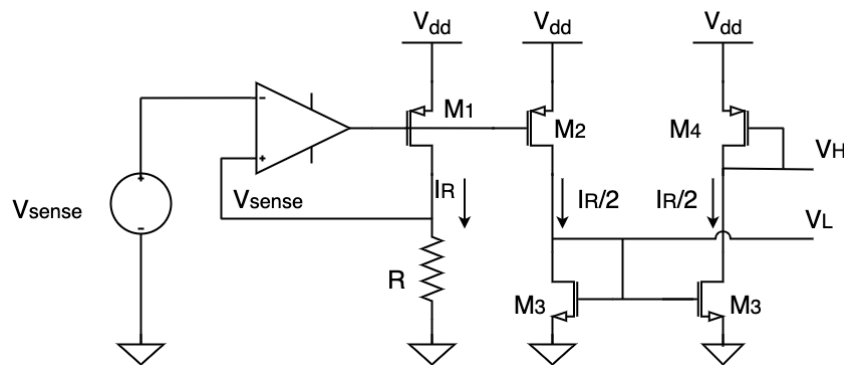 Vdd
Vdd
Vdd
-
M1
M2
M4
+
VH
Vsense
+
-
Vsense
IR
IR/2
IR/2
VL
R
M3
M3